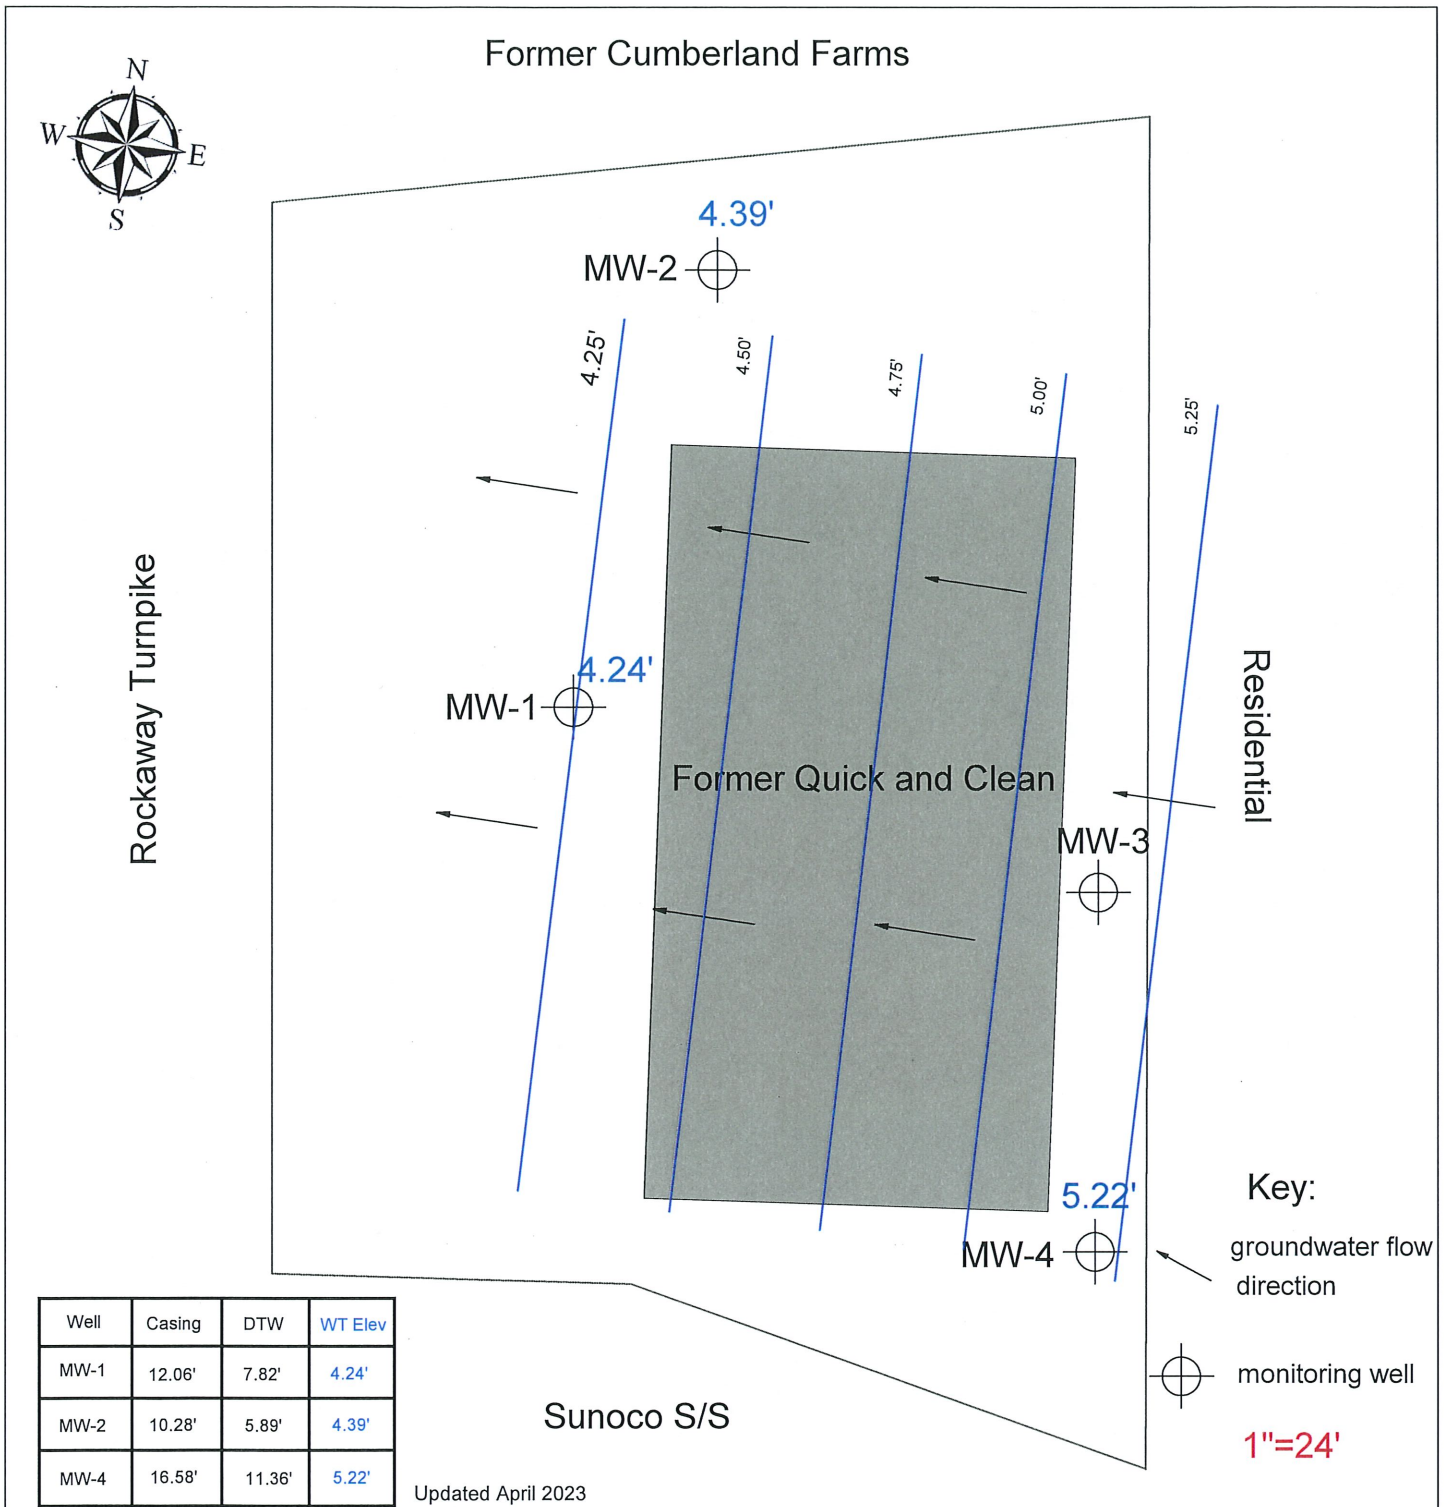 Former Cumberland Farms
N
W
E
S
4.39'
MW-2
4.25'
4.50'
4.75'
5.00'
5.25'
Rockaway Turnpike
4.24'
MW-1
Residential
Former Quick and Clean
MW-3
5.22'
MW-4
Key:
groundwater flow
direction
monitoring well
1"=24'
Well Casing DTW WT Elev
MW-1 12.06' 7.82' 4.24'
MW-2 10.28' 5.89' 4.39'
MW-4 16.58' 11.36' 5.22'
Sunoco S/S
Updated April 2023